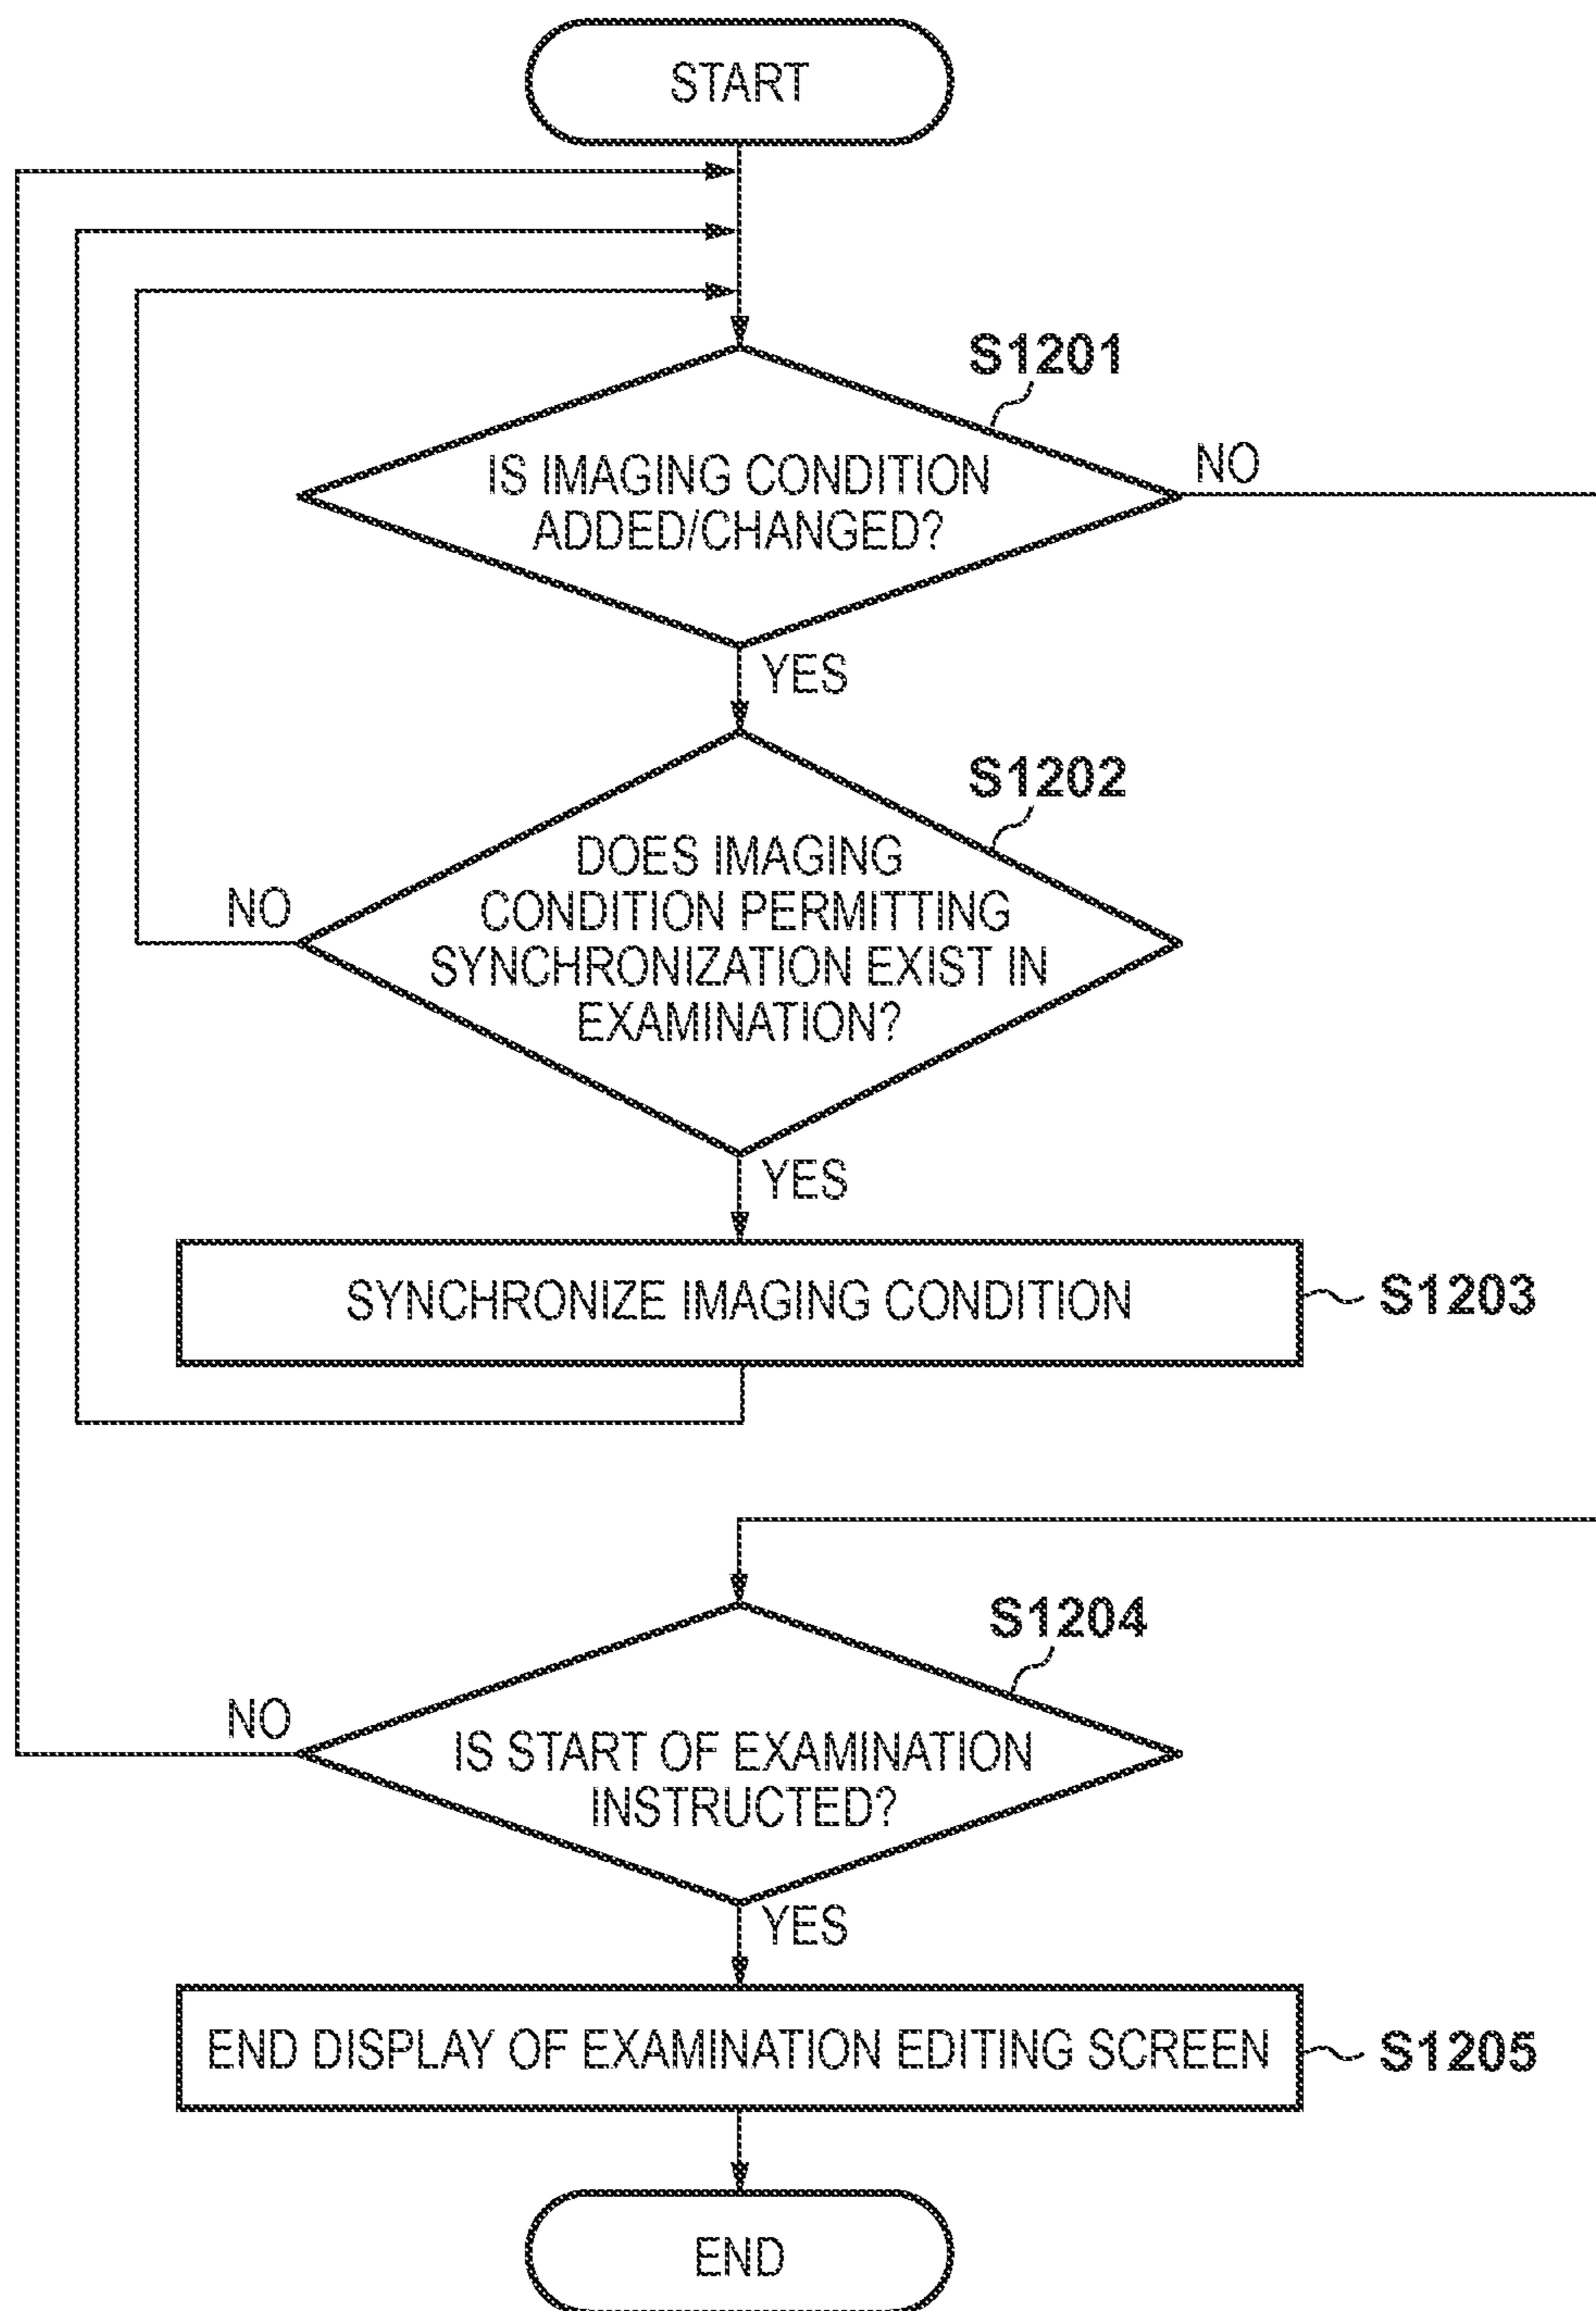 START
S1201
IS IMAGING CONDITION
ADDED/CHANGED?
NO
YES
S1202
DOES IMAGING
CONDITION PERMITTING
SYNCHRONIZATION EXIST IN
EXAMINATION?
NO
YES
SYNCHRONIZE IMAGING CONDITION
S1203
S1204
IS START OF EXAMINATION
INSTRUCTED?
NO
YES
END DISPLAY OF EXAMINATION EDITING SCREEN
S1205
END